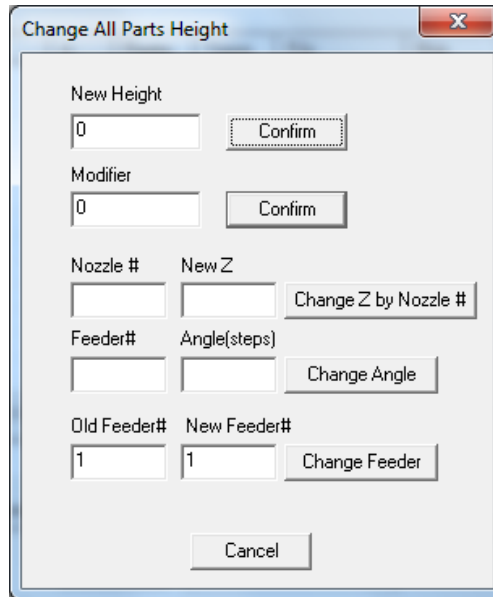 Change All Parts Height
New Height
0 Confirm
Modifier
0 Confirm
Nozzle # New Z
Change Z by Nozzle #
Feeder# Angle(steps)
Change Angle
Old Feeder# New Feeder#
1 1 Change Feeder
Cancel